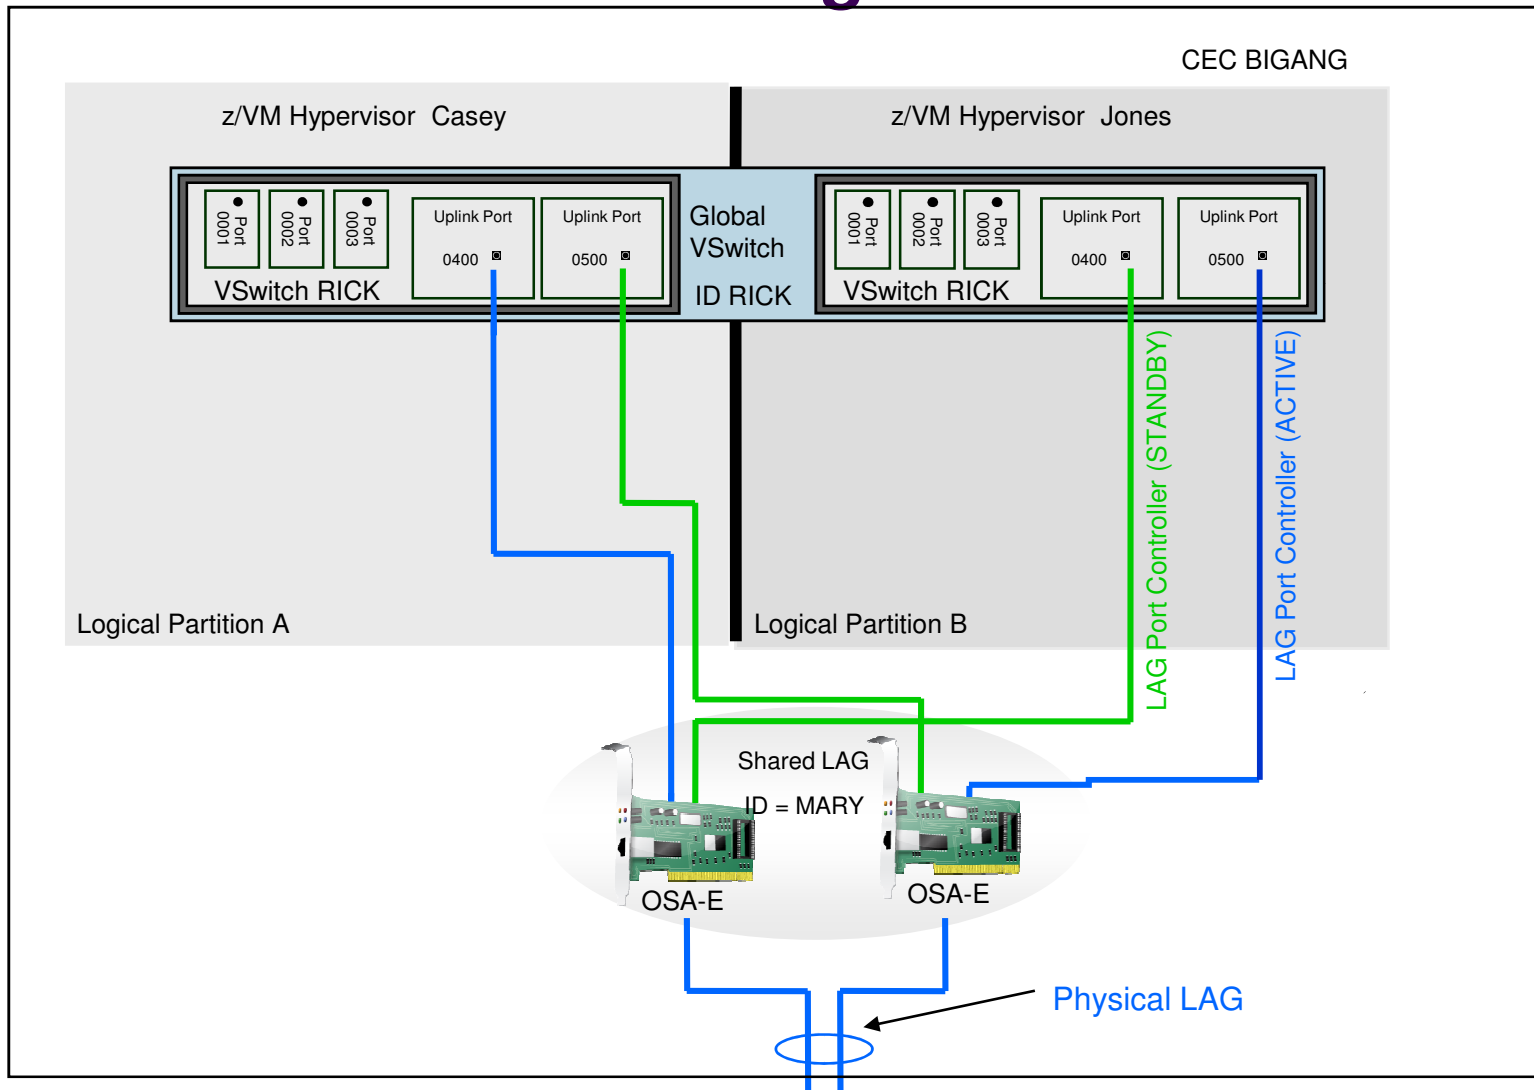 CEC BIGANG
z/VM Hypervisor Casey
z/VM Hypervisor Jones
Port 0001
Port 0002
Port 0003
Uplink Port
0400
Uplink Port
0500
VSwitch RICK
Global
VSwitch
ID RICK
Port 0001
Port 0002
Port 0003
Uplink Port
0400
Uplink Port
0500
VSwitch RICK
LAG Port Controller (STANDBY)
LAG Port Controller (ACTIVE)
Logical Partition A
Logical Partition B
Shared LAG
ID = MARY
OSA-E
OSA-E
Physical LAG